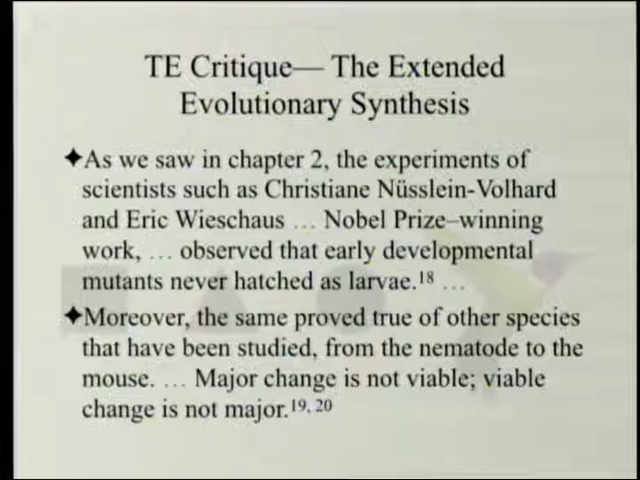 TE Critique— The Extended
Evolutionary Synthesis
✦As we saw in chapter 2, the experiments of
scientists such as Christiane Nüsslein-Volhard
and Eric Wieschaus … Nobel Prize–winning
work, … observed that early developmental
mutants never hatched as larvae.18 …
✦Moreover, the same proved true of other species
that have been studied, from the nematode to the
mouse. … Major change is not viable; viable
change is not major.19, 20